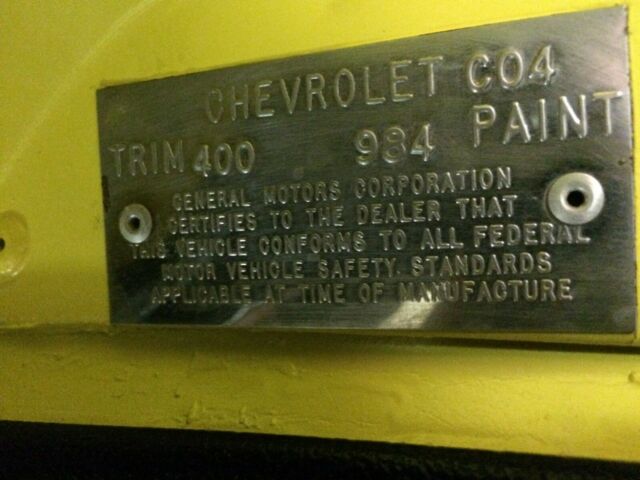 CHEVROLET CO4
TRIM 400 984 PAINT
GENERAL MOTORS CORPORATION
CERTIFIES TO THE DEALER THAT
THIS VEHICLE CONFORMS TO ALL FEDERAL
MOTOR VEHICLE SAFETY STANDARDS
APPLICABLE AT TIME OF MANUFACTURE